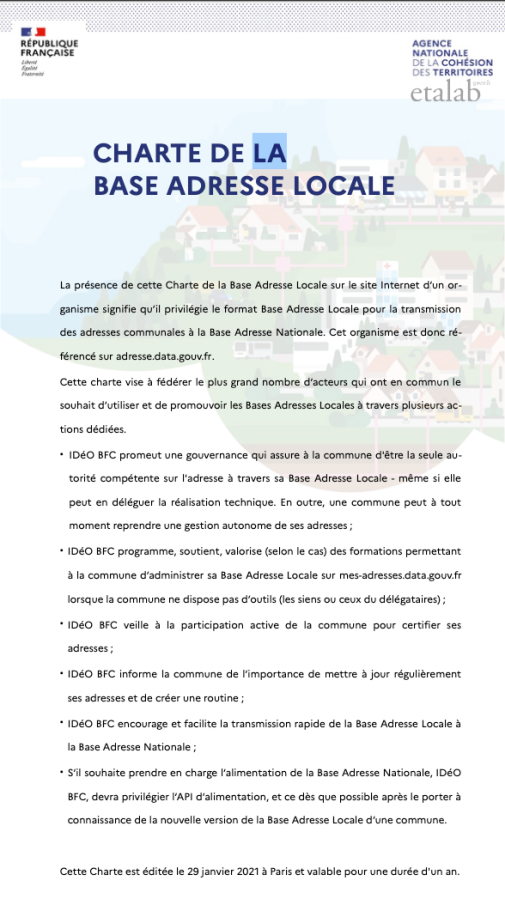 RÉPUBLIQUE
FRANÇAISE
Liberté
Égalité
Fraternité
AGENCE
NATIONALE
DE LA COHÉSION
DES TERRITOIRES
etalab
CHARTE DE LA
BASE ADRESSE LOCALE
La présence de cette Charte de la Base Adresse Locale sur le site Internet d’un or-
ganisme signifie qu’il privilégie le format Base Adresse Locale pour la transmission
des adresses communales à la Base Adresse Nationale. Cet organisme est donc ré-
férencé sur adresse.data.gouv.fr.
Cette charte vise à fédérer le plus grand nombre d’acteurs qui ont en commun le
souhait d’utiliser et de promouvoir les Bases Adresses Locales à travers plusieurs ac-
tions dédiées.
• IDéO BFC promeut une gouvernance qui assure à la commune d'être la seule au-
torité compétente sur l'adresse à travers sa Base Adresse Locale - même si elle
peut en déléguer la réalisation technique. En outre, une commune peut à tout
moment reprendre une gestion autonome de ses adresses ;
• IDéO BFC programme, soutient, valorise (selon le cas) des formations permettant
à la commune d’administrer sa Base Adresse Locale sur mes-adresses.data.gouv.fr
lorsque la commune ne dispose pas d’outils (les siens ou ceux du délégataires) ;
• IDéO BFC veille à la participation active de la commune pour certifier ses
adresses ;
• IDéO BFC informe la commune de l’importance de mettre à jour régulièrement
ses adresses et de créer une routine ;
• IDéO BFC encourage et facilite la transmission rapide de la Base Adresse Locale à
la Base Adresse Nationale ;
• S’il souhaite prendre en charge l’alimentation de la Base Adresse Nationale, IDéO
BFC, devra privilégier l’API d’alimentation, et ce dès que possible après le porter à
connaissance de la nouvelle version de la Base Adresse Locale d’une commune.
Cette Charte est éditée le 29 janvier 2021 à Paris et valable pour une durée d'un an.